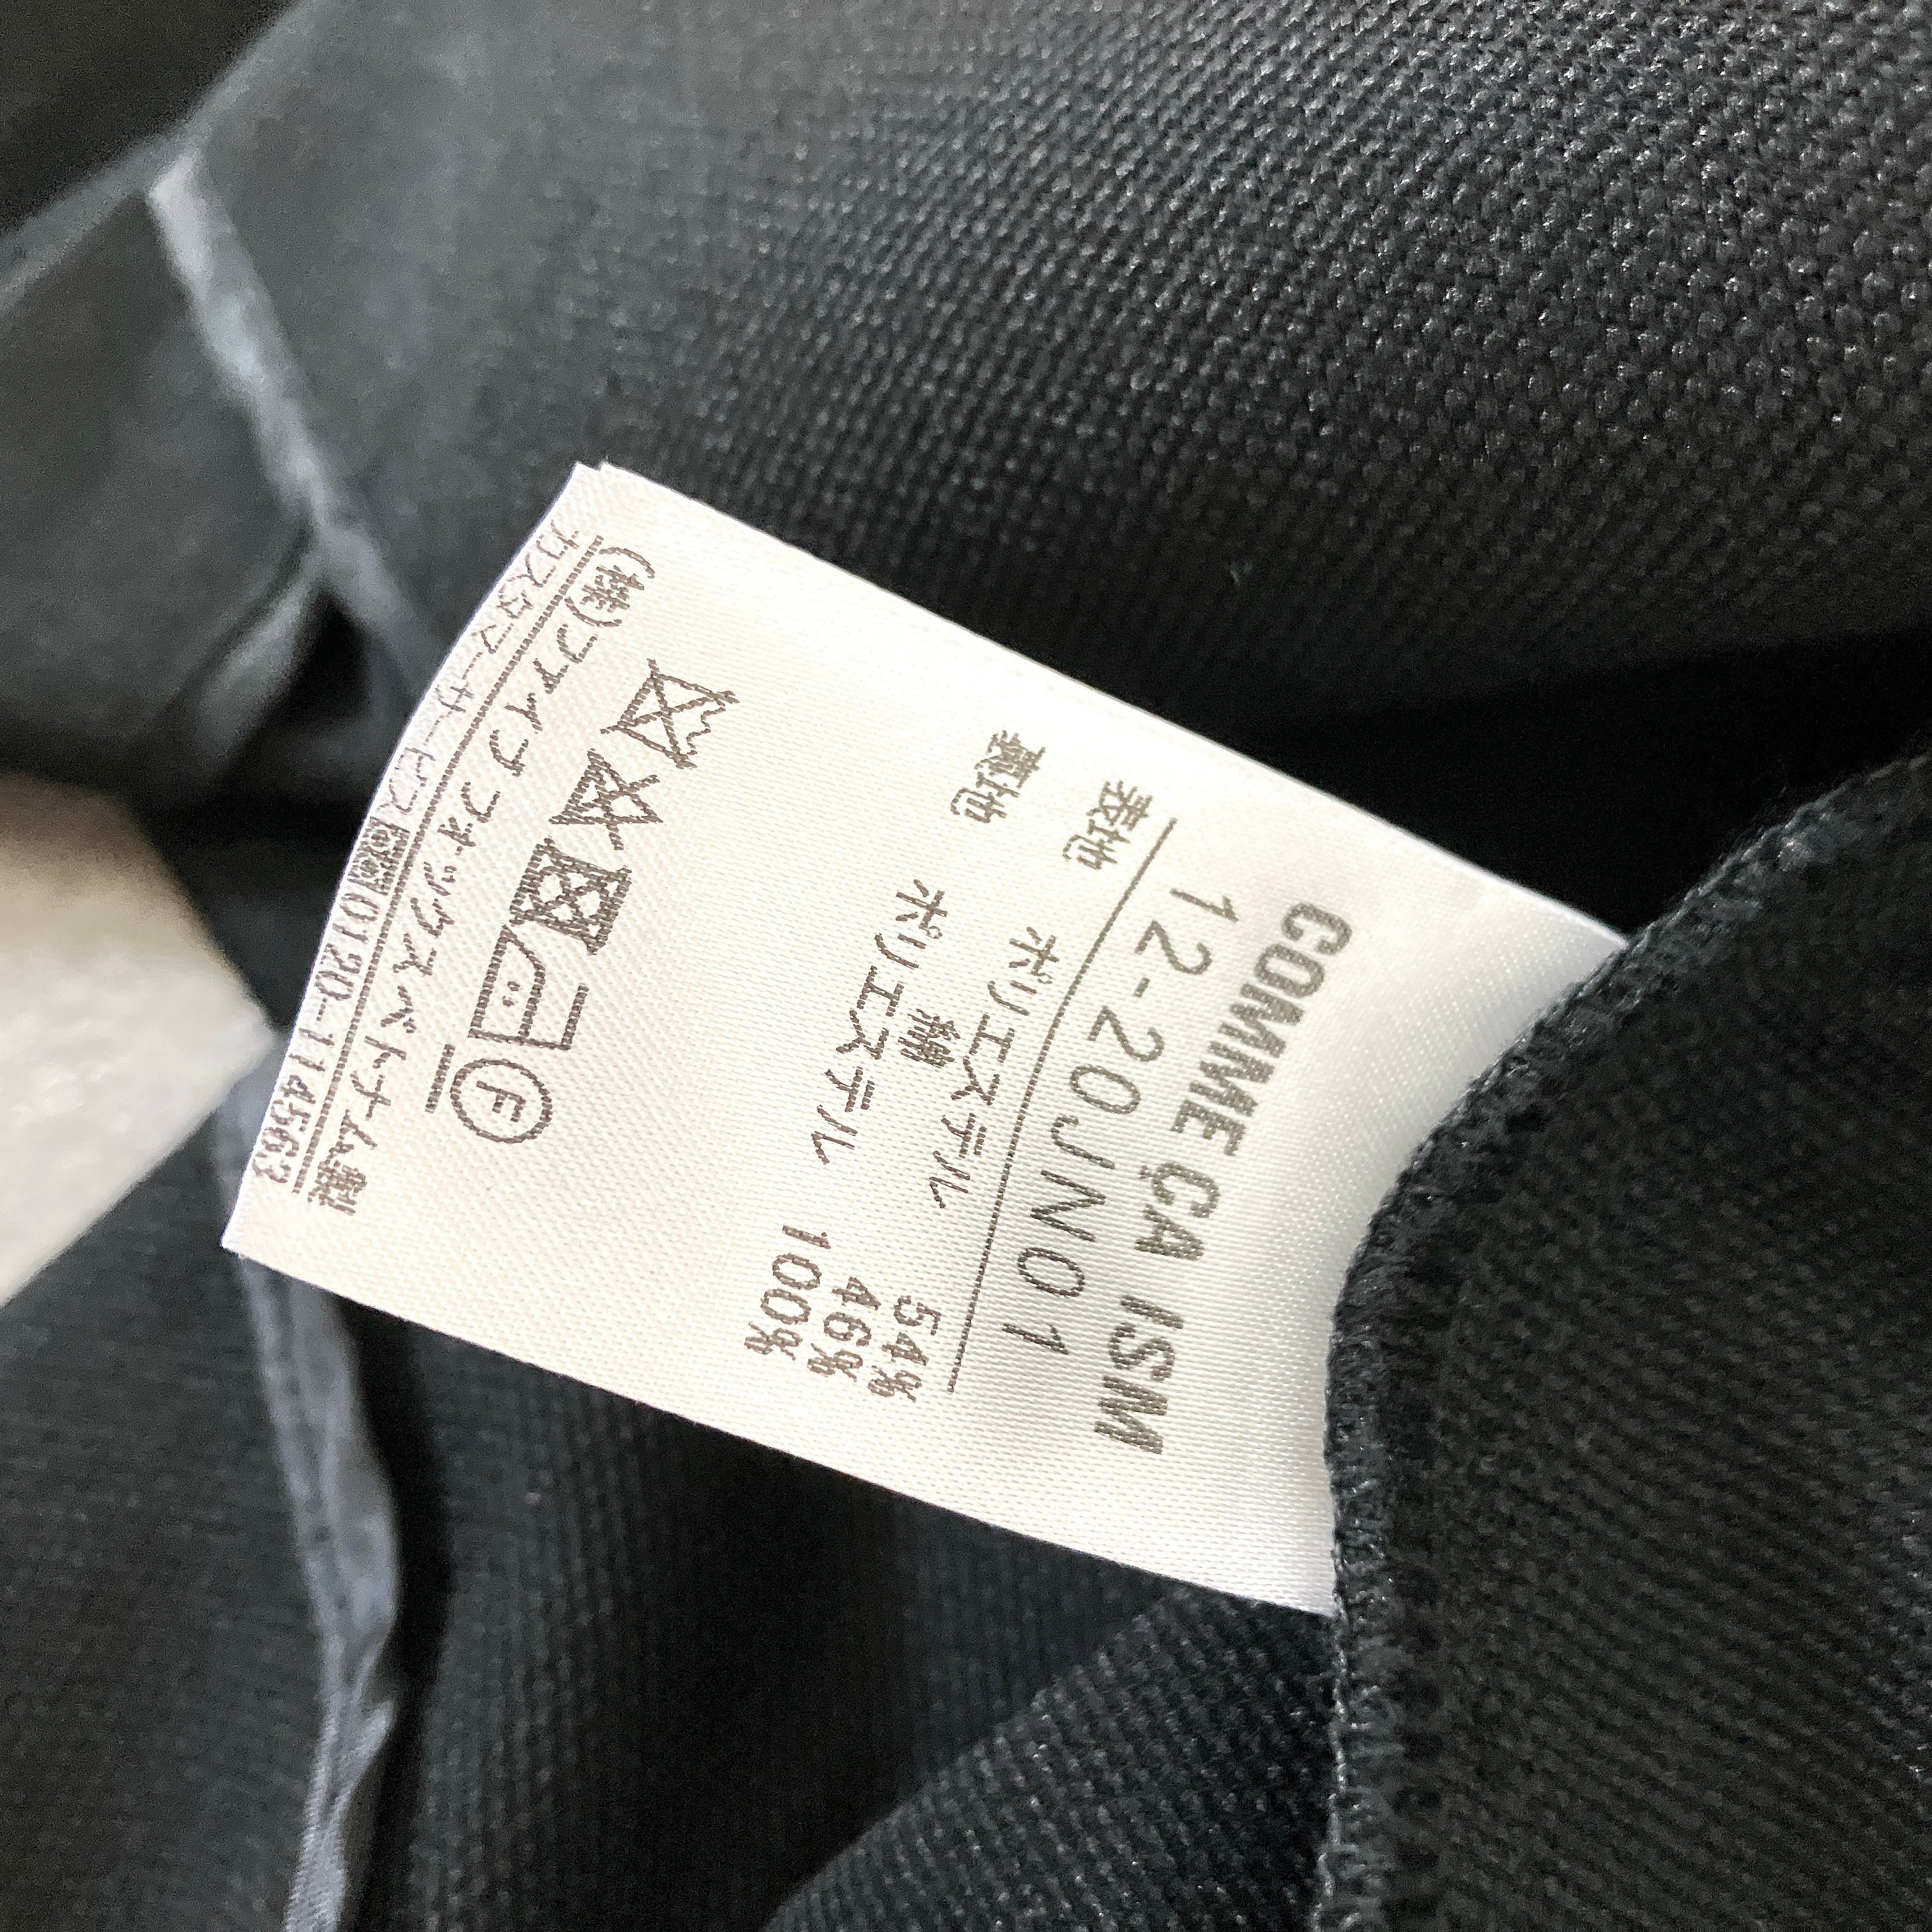 COMME ÇA ISM
12-20JN01
表地 ポリエステル 54%
綿 46%
裏地 ポリエステル 100%
F
(株)ファイブフォックス ベトナム製
カスタマーサービス 0120-114563